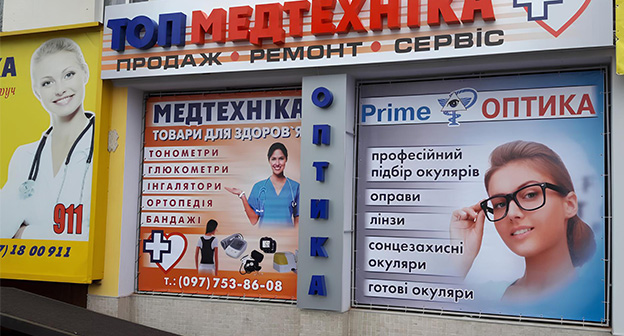 ТОП МЕДТЕХНІКА
ОПТИКА
ПРОДАЖ • РЕМОНТ • СЕРВІС
911
7) 18 00 911
МЕДТЕХНІКА
ТОВАРИ ДЛЯ ЗДОРОВ'Я
ТОНОМЕТРИ
ГЛЮКОМЕТРИ
ІНГАЛЯТОРИ
ОРТОПЕДІЯ
БАНДАЖІ
т.: (097) 753-86-08
ОПТИКА
Prime ОПТИКА
професійний
підбір окулярів
оправи
лінзи
сонцезахисні
окуляри
готові окуляри